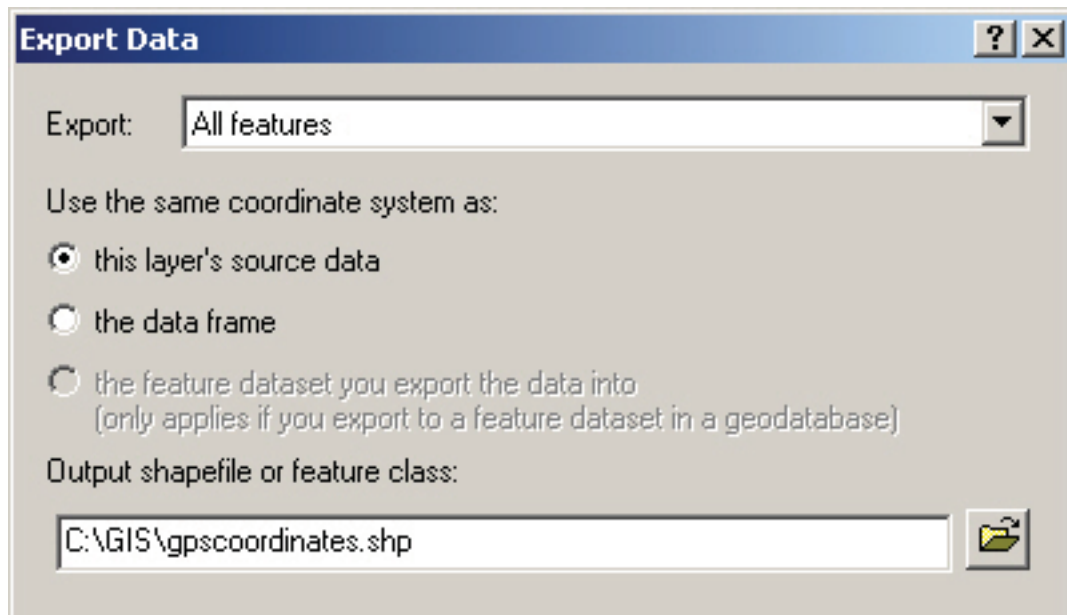 Export Data
Export: All features
Use the same coordinate system as:
this layer's source data
the data frame
the feature dataset you export the data into
(only applies if you export to a feature dataset in a geodatabase)
Output shapefile or feature class:
C:\GIS\gpscoordinates.shp